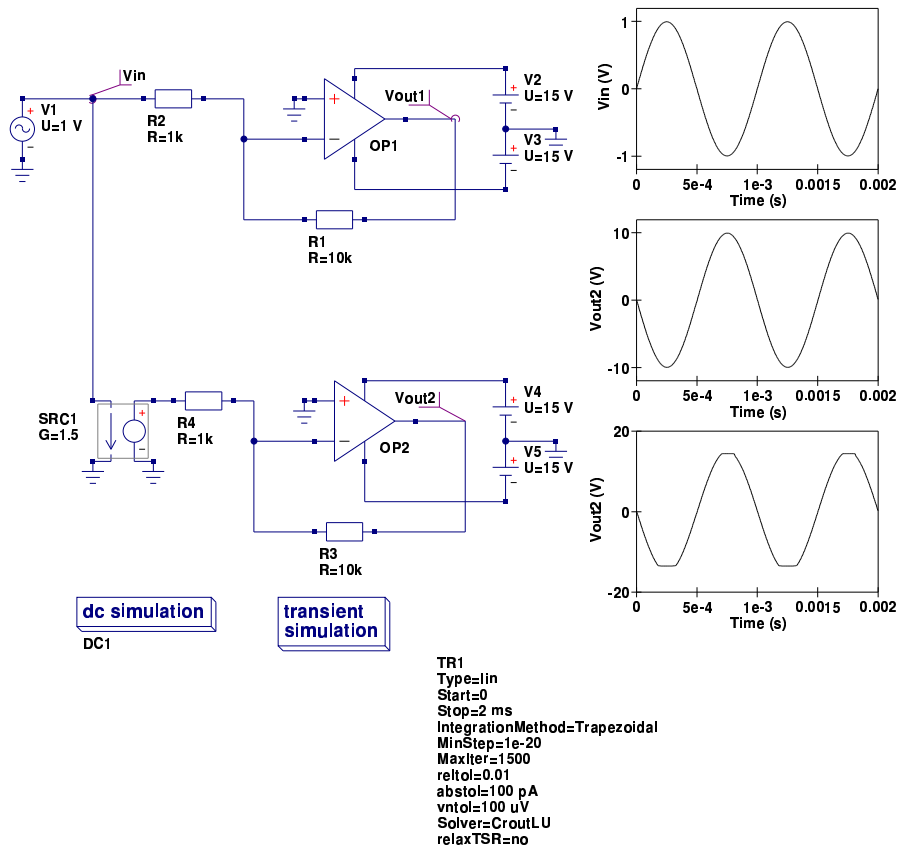 Vin
V1
U=1 V
R2
R=1k
Vout1
OP1
V2
U=15 V
V3
U=15 V
R1
R=10k
SRC1
G=1.5
R4
R=1k
Vout2
OP2
V4
U=15 V
V5
U=15 V
R3
R=10k
dc simulation
DC1
transient
simulation
TR1
Type=lin
Start=0
Stop=2 ms
IntegrationMethod=Trapezoidal
MinStep=1e-20
MaxIter=1500
reltol=0.01
abstol=100 pA
vntol=100 uV
Solver=CroutLU
relaxTSR=no
Vin (V)
1
0
-1
0 5e-4 1e-3 0.0015 0.002
Time (s)
Vout2 (V)
10
0
-10
0 5e-4 1e-3 0.0015 0.002
Time (s)
Vout2 (V)
20
0
-20
0 5e-4 1e-3 0.0015 0.002
Time (s)